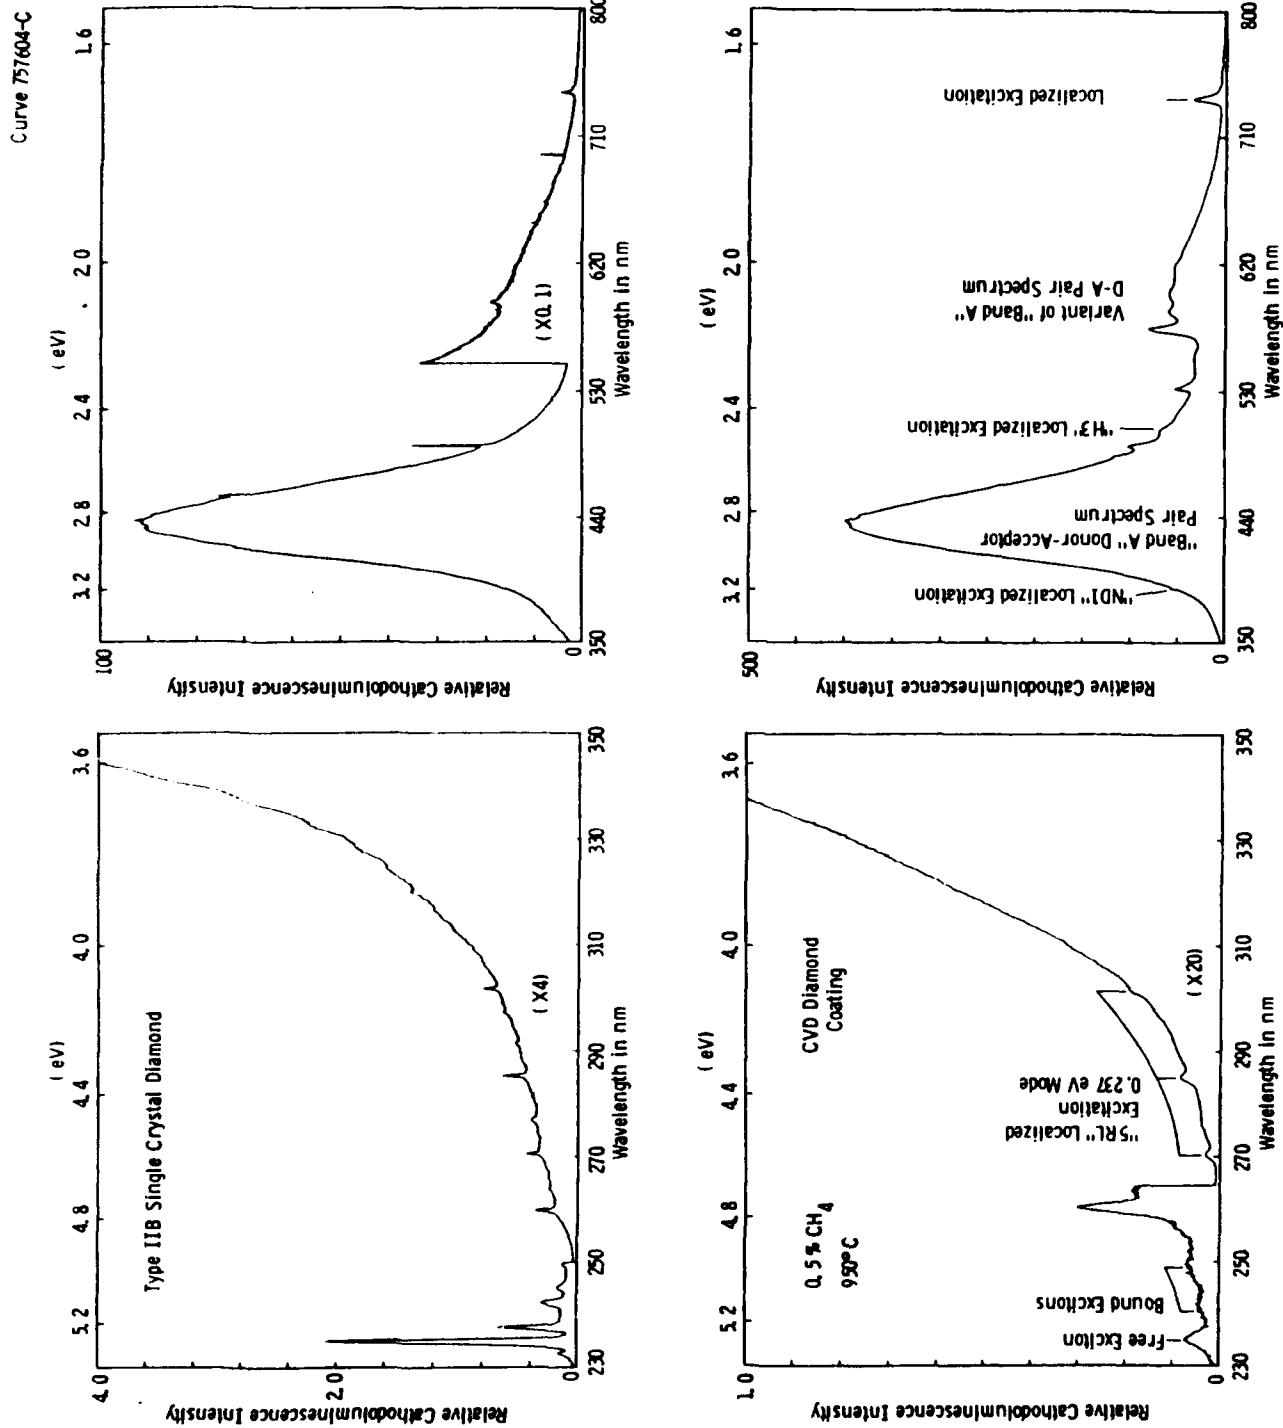 Curve 757604-C
4.0
2.0
0
Relative Cathodoluminescence Intensity
5.2
4.8
4.4
4.0
3.6
(eV)
Type IIB Single Crystal Diamond
(X4)
230
250
270
290
310
330
350
Wavelength in nm
100
0
Relative Cathodoluminescence Intensity
3.2
2.8
2.4
2.0
1.6
(eV)
(X0.1)
350
440
530
620
710
800
Wavelength in nm
1.0
0
Relative Cathodoluminescence Intensity
5.2
4.8
4.4
4.0
3.6
(eV)
0.5% CH4
950°C
CVD Diamond
Coating
Free Exciton
Bound Excitons
"5RL" Localized
Excitation
0.237 eV Mode
(X20)
230
250
270
290
310
330
350
Wavelength in nm
500
0
Relative Cathodoluminescence Intensity
3.2
2.8
2.4
2.0
1.6
(eV)
"ND1" Localized Excitation
"Band A" Donor-Acceptor
Pair Spectrum
"H3' Localized Excitation
Variant of "Band A"
D-A Pair Spectrum
Localized Excitation
350
440
530
620
710
800
Wavelength in nm